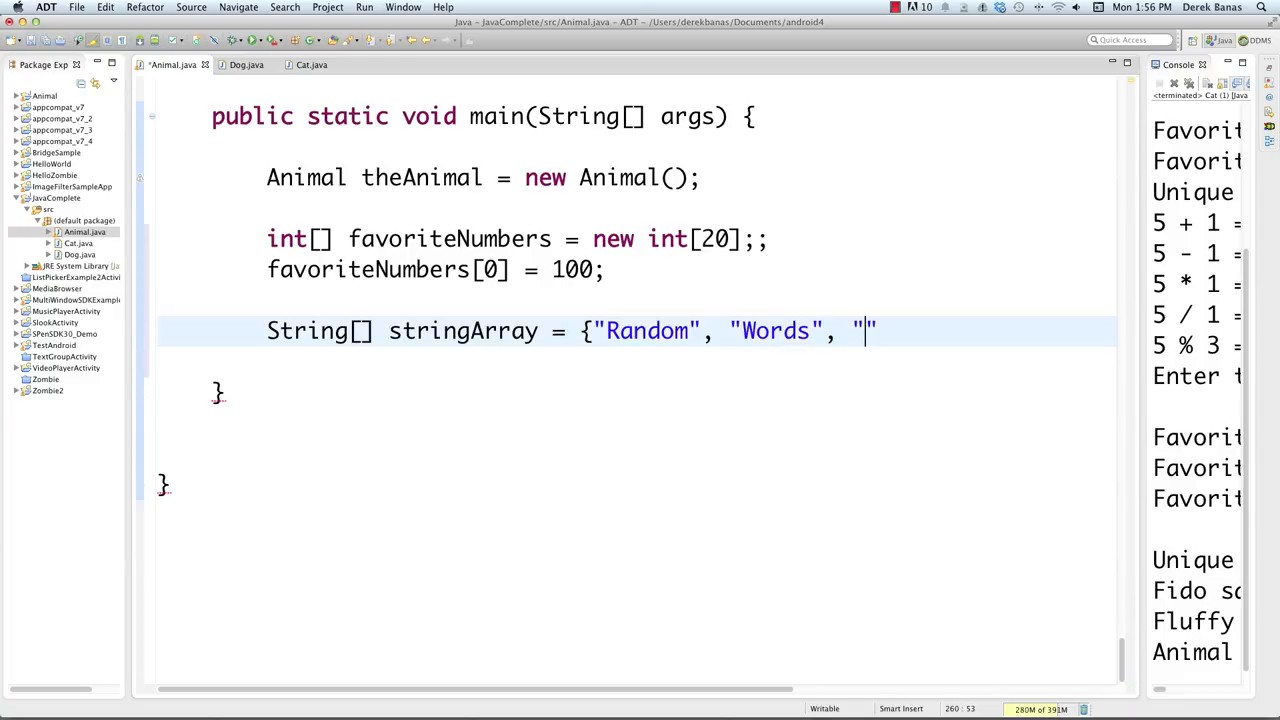 ADT File Edit Refactor Source Navigate Search Project Run Window Help 10 Mon 1:56 PM Derek Banas
Java – JavaComplete/src/Animal.java – ADT – /Users/derekbanas/Documents/android4
Quick Access Java DDMS
Package Exp
*Animal.java Dog.java Cat.java
Console
<terminated> Cat (1) [Java
Animal
appcompat_v7
appcompat_v7_2
appcompat_v7_3
appcompat_v7_4
BridgeSample
HelloWorld
HelloZombie
ImageFilterSampleApp
JavaComplete
src
(default package)
Animal.java
Cat.java
Dog.java
JRE System Library [Ja
ListPickerExample2Activi
MediaBrowser
MultiWindowSDKExample
MusicPlayerActivity
SlookActivity
SPenSDK30_Demo
TestAndroid
TextGroupActivity
VideoPlayerActivity
Zombie
Zombie2
public static void main(String[] args) {
Animal theAnimal = new Animal();
int[] favoriteNumbers = new int[20];;
favoriteNumbers[0] = 100;
String[] stringArray = {"Random", "Words", ""
}
}
Favorit
Favorit
Unique
5 + 1 =
5 - 1 =
5 * 1 =
5 / 1 =
5 % 3 =
Enter t
Favorit
Favorit
Favorit
Unique
Fido sa
Fluffy
Animal
Writable Smart Insert 260 : 53 280M of 391M